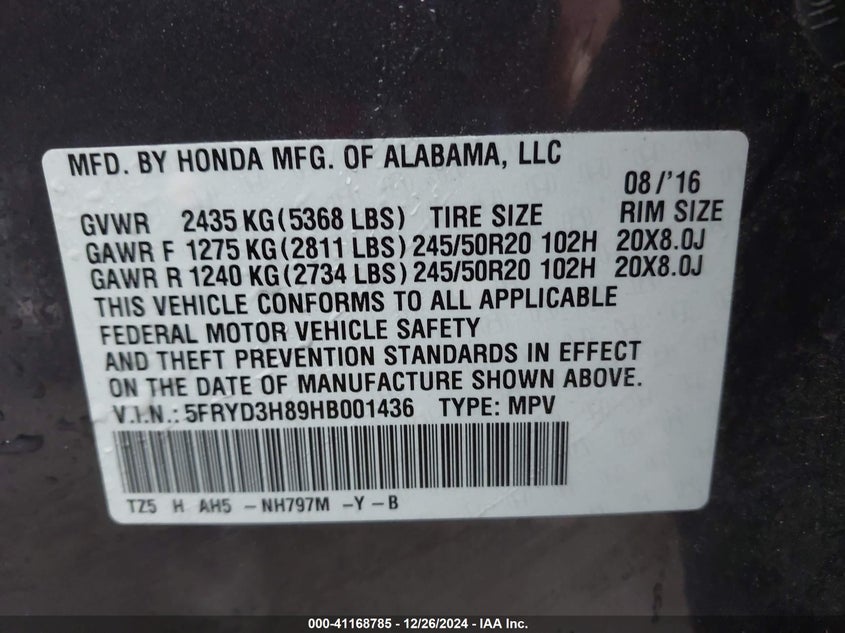 MFD. BY HONDA MFG. OF ALABAMA, LLC
08/'16
GVWR 2435 KG (5368 LBS) TIRE SIZE RIM SIZE
GAWR F 1275 KG (2811 LBS) 245/50R20 102H 20X8.0J
GAWR R 1240 KG (2734 LBS) 245/50R20 102H 20X8.0J
THIS VEHICLE CONFORMS TO ALL APPLICABLE
FEDERAL MOTOR VEHICLE SAFETY
AND THEFT PREVENTION STANDARDS IN EFFECT
ON THE DATE OF MANUFACTURE SHOWN ABOVE.
V.I.N.: 5FRYD3H89HB001436 TYPE: MPV
TZ5 H AH5 -NH797M -Y-B
000-41168785 - 12/26/2024 - IAA Inc.